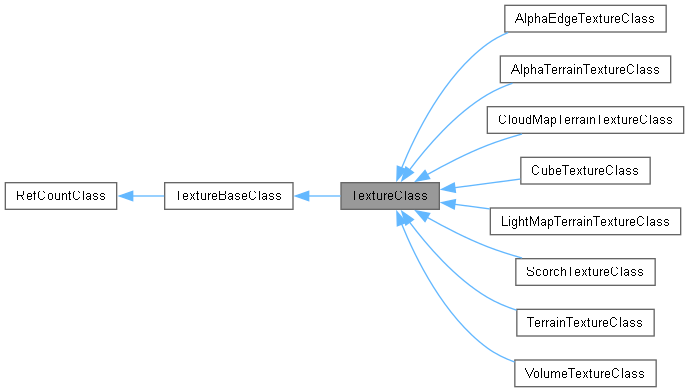 AlphaEdgeTextureClass
AlphaTerrainTextureClass
CloudMapTerrainTextureClass
CubeTextureClass
RefCountClass
TextureBaseClass
TextureClass
LightMapTerrainTextureClass
ScorchTextureClass
TerrainTextureClass
VolumeTextureClass